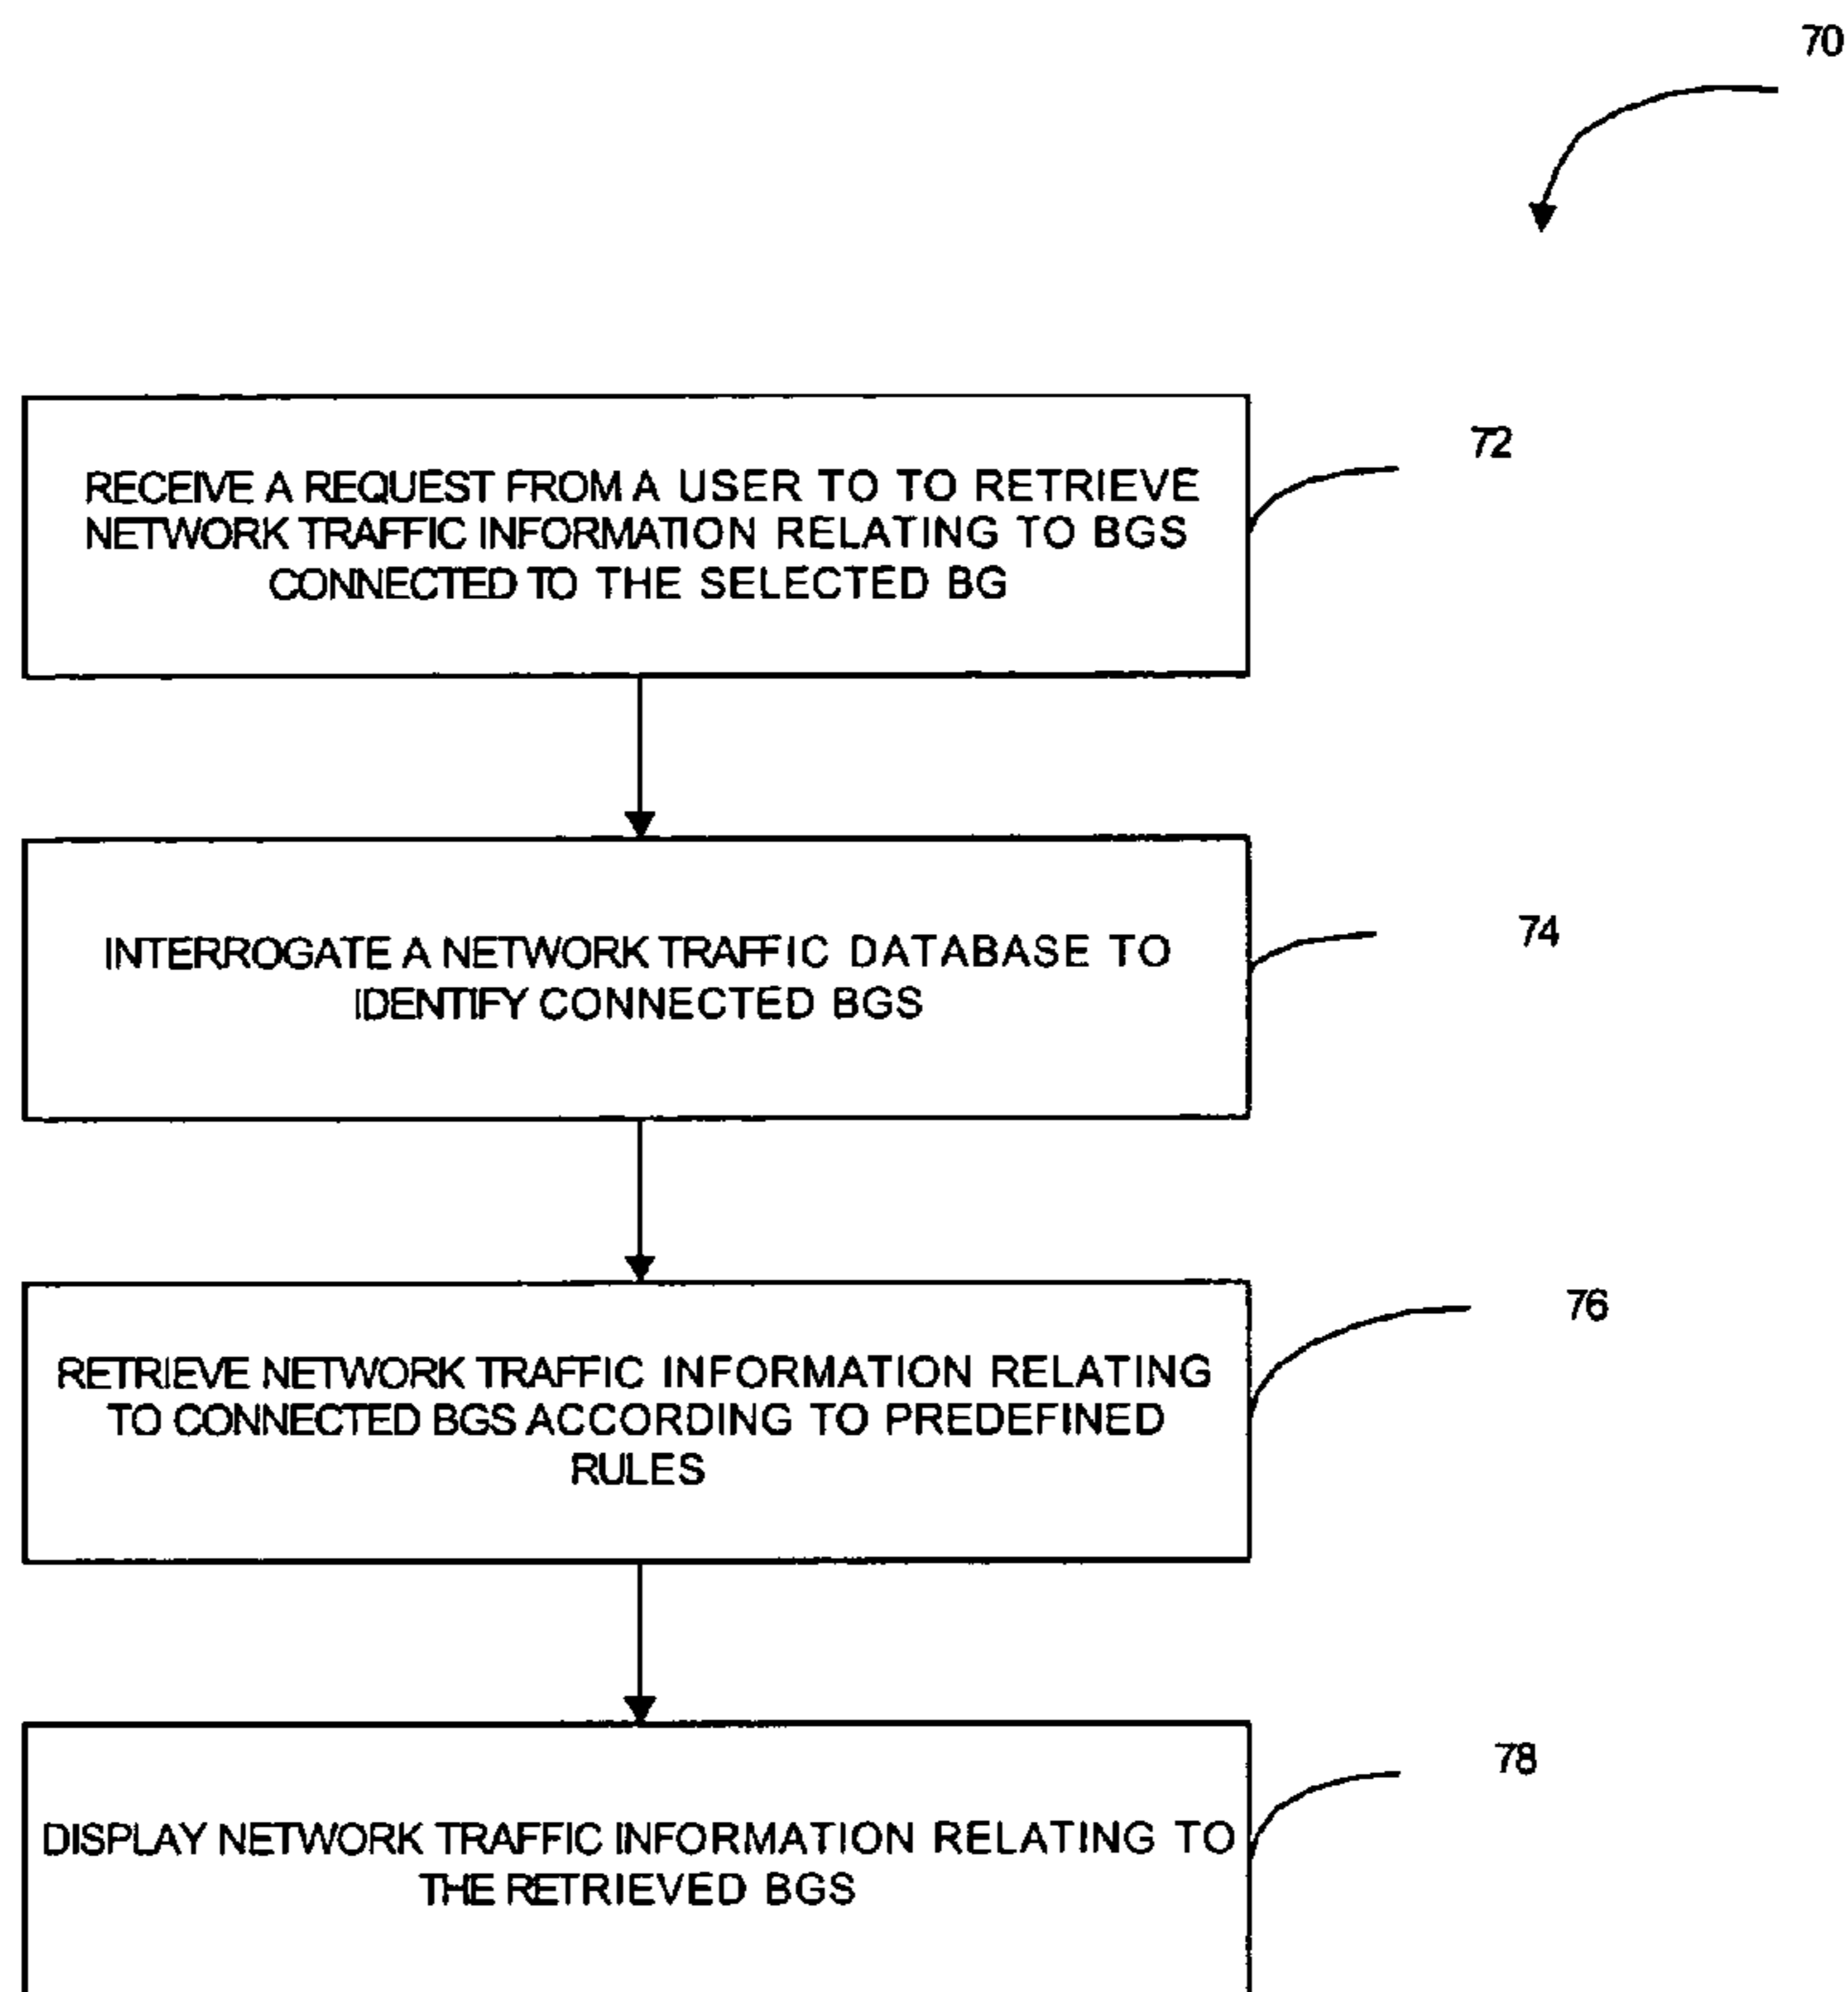 70
72
RECEIVE A REQUEST FROM A USER TO TO RETRIEVE
NETWORK TRAFFIC INFORMATION RELATING TO BGS
CONNECTED TO THE SELECTED BG
74
INTERROGATE A NETWORK TRAFFIC DATABASE TO
IDENTIFY CONNECTED BGS
76
RETRIEVE NETWORK TRAFFIC INFORMATION RELATING
TO CONNECTED BGS ACCORDING TO PREDEFINED
RULES
78
DISPLAY NETWORK TRAFFIC INFORMATION RELATING TO
THE RETRIEVED BGS